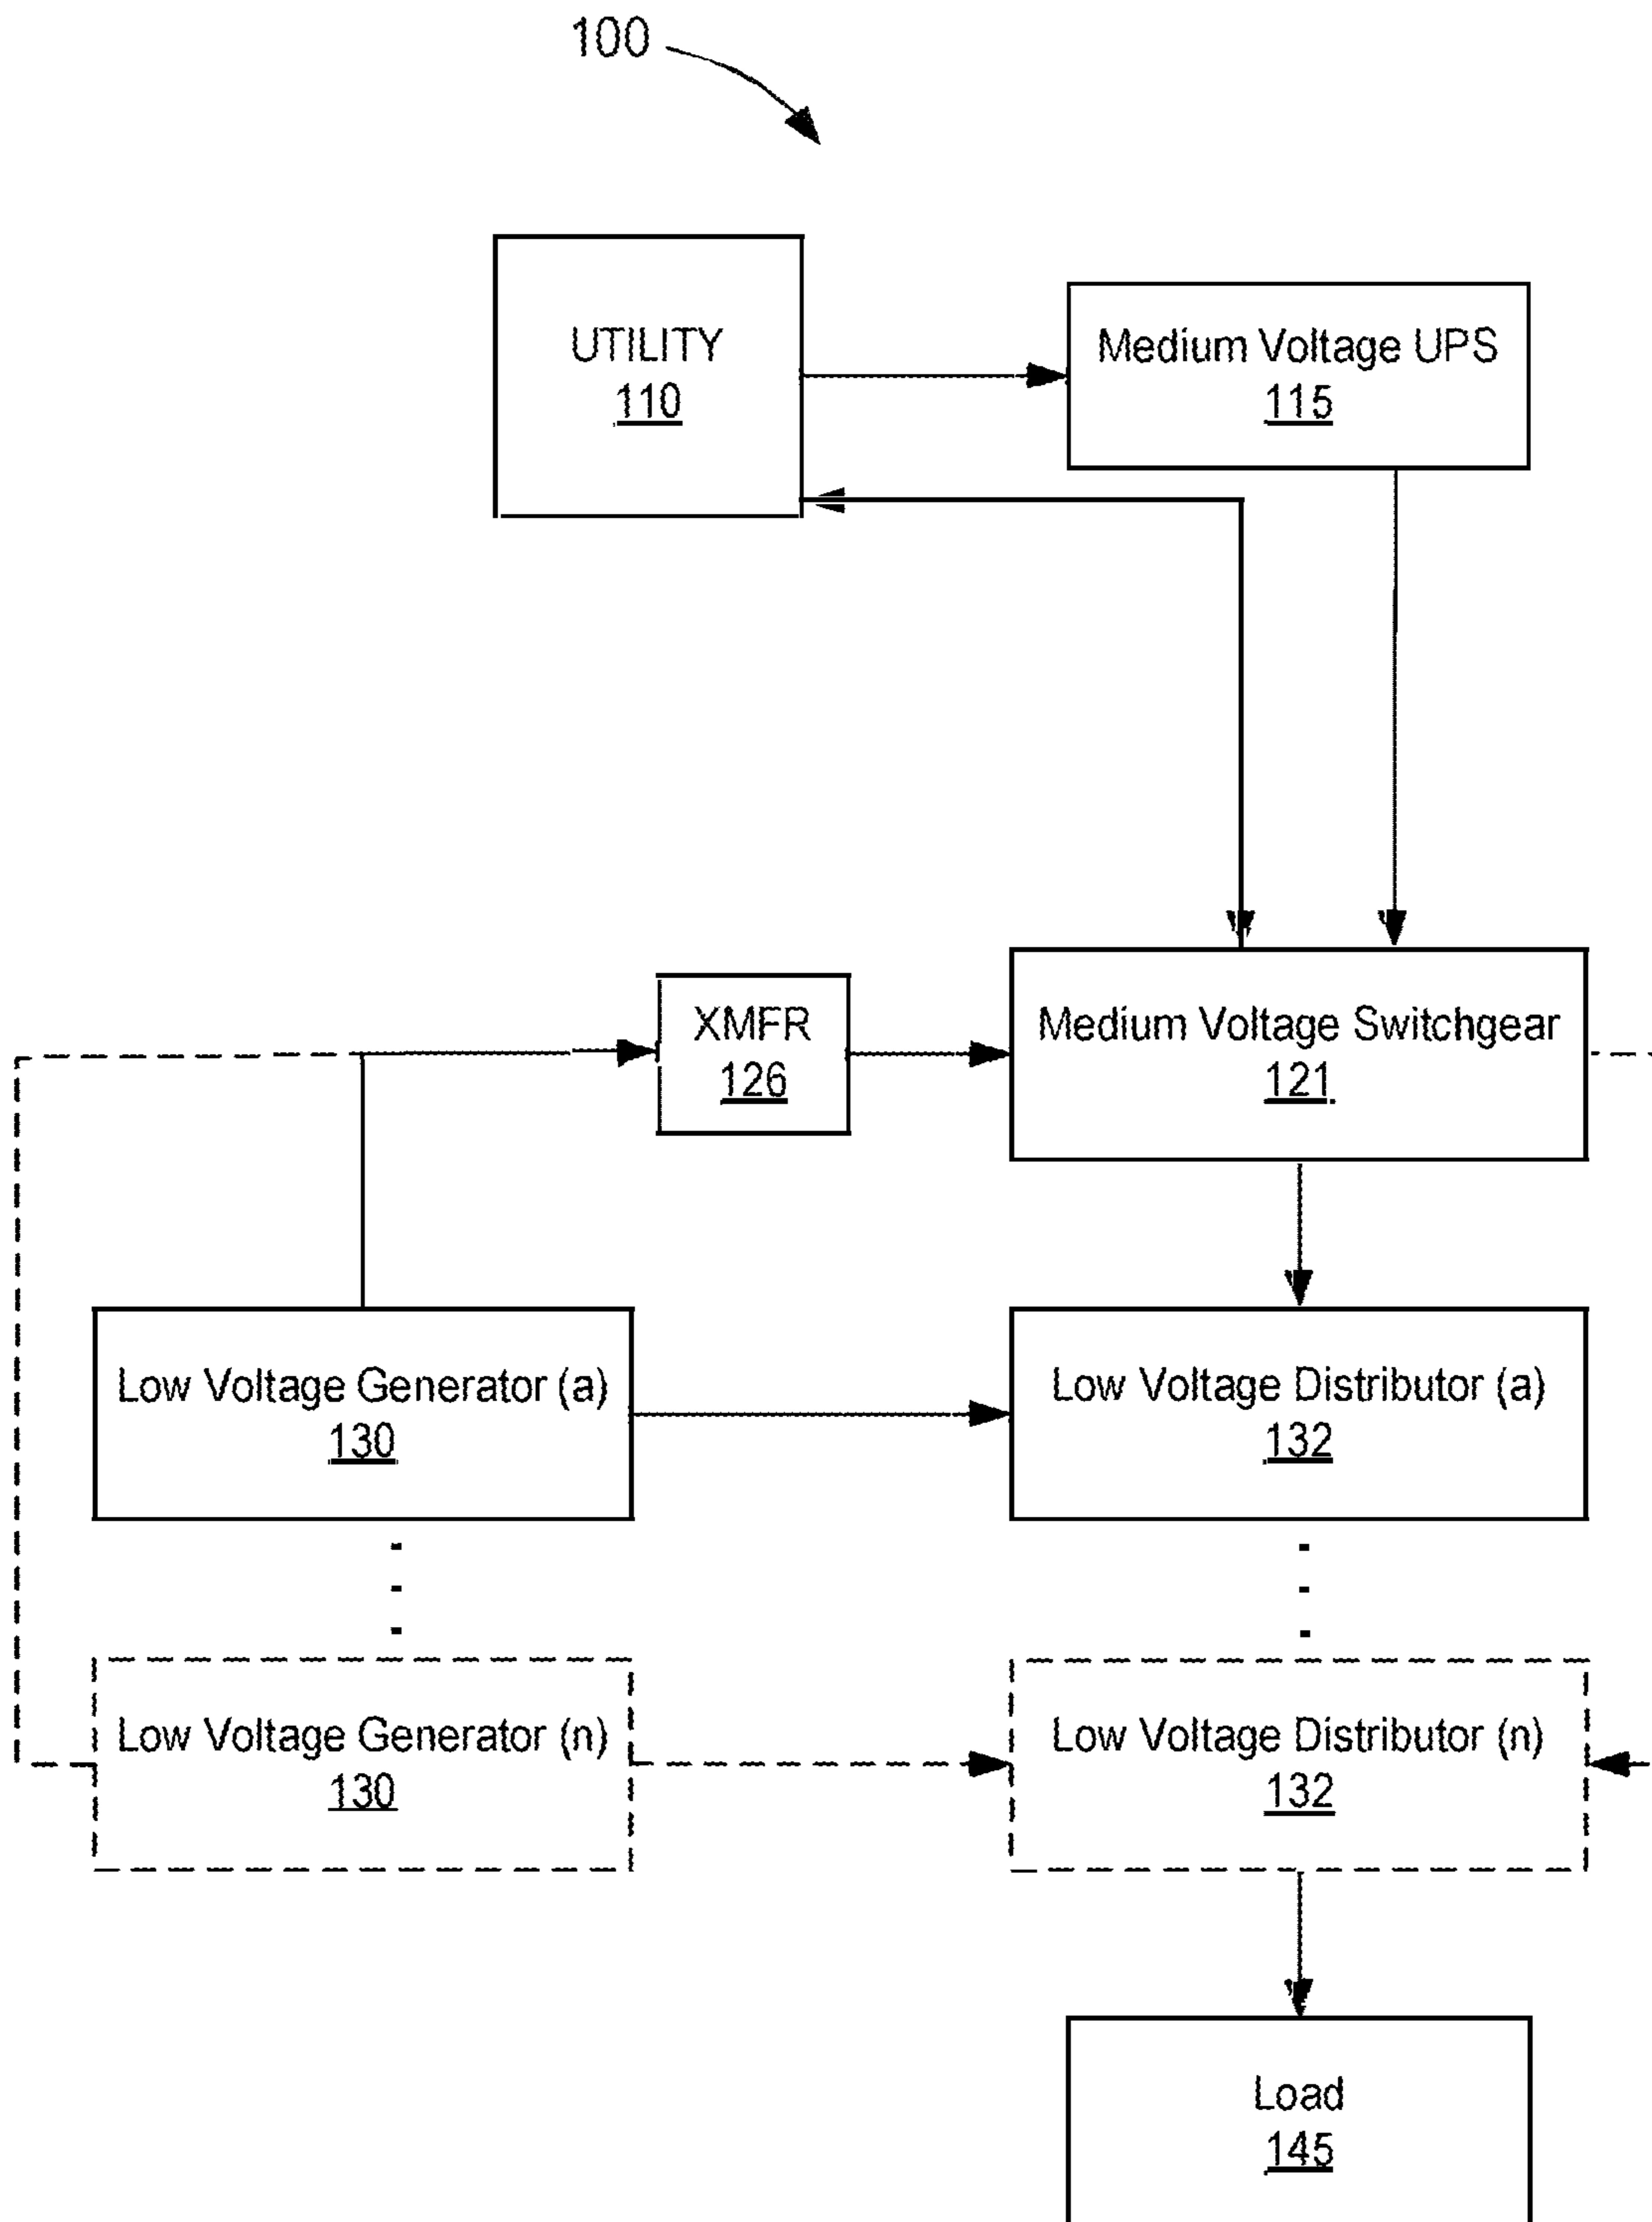 100
UTILITY
110
Medium Voltage UPS
115
XMFR
126
Medium Voltage Switchgear
121
Low Voltage Generator (a)
130
Low Voltage Distributor (a)
132
Low Voltage Generator (n)
130
Low Voltage Distributor (n)
132
Load
145